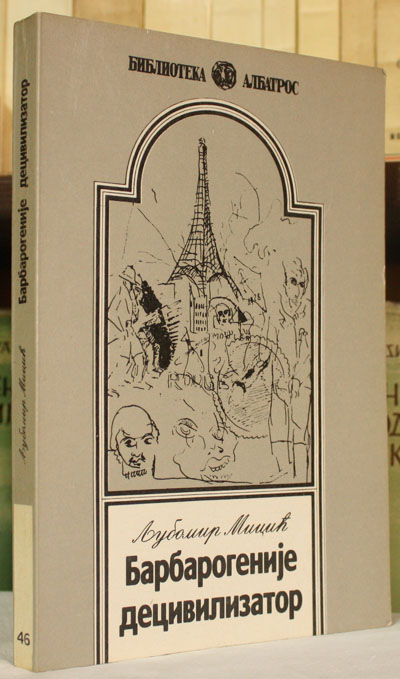 БИБЛИОТЕКА АЛБАТРОС
Љубомир Мицић
Барбарогеније
децивилизатор
Љубомир Мицић Барбарогеније децивилизатор
46